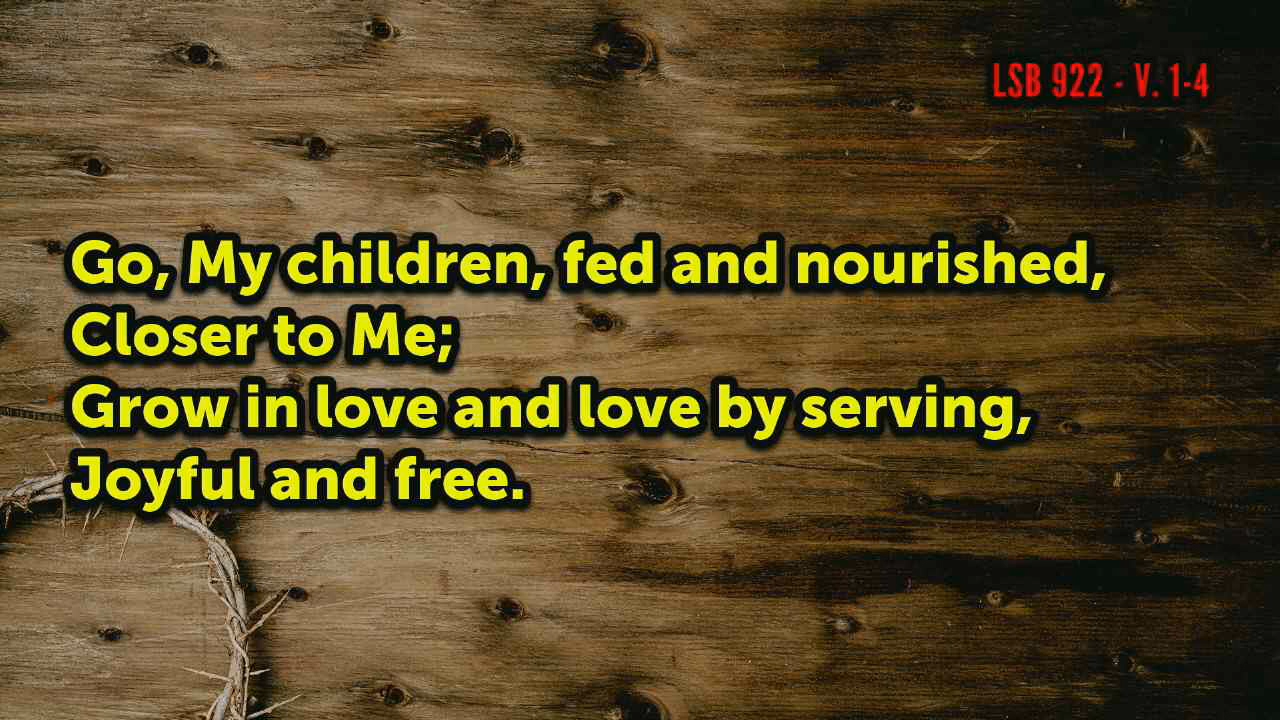 LSB 922 - V. 1-4
Go, My children, fed and nourished,
Closer to Me;
Grow in love and love by serving,
Joyful and free.